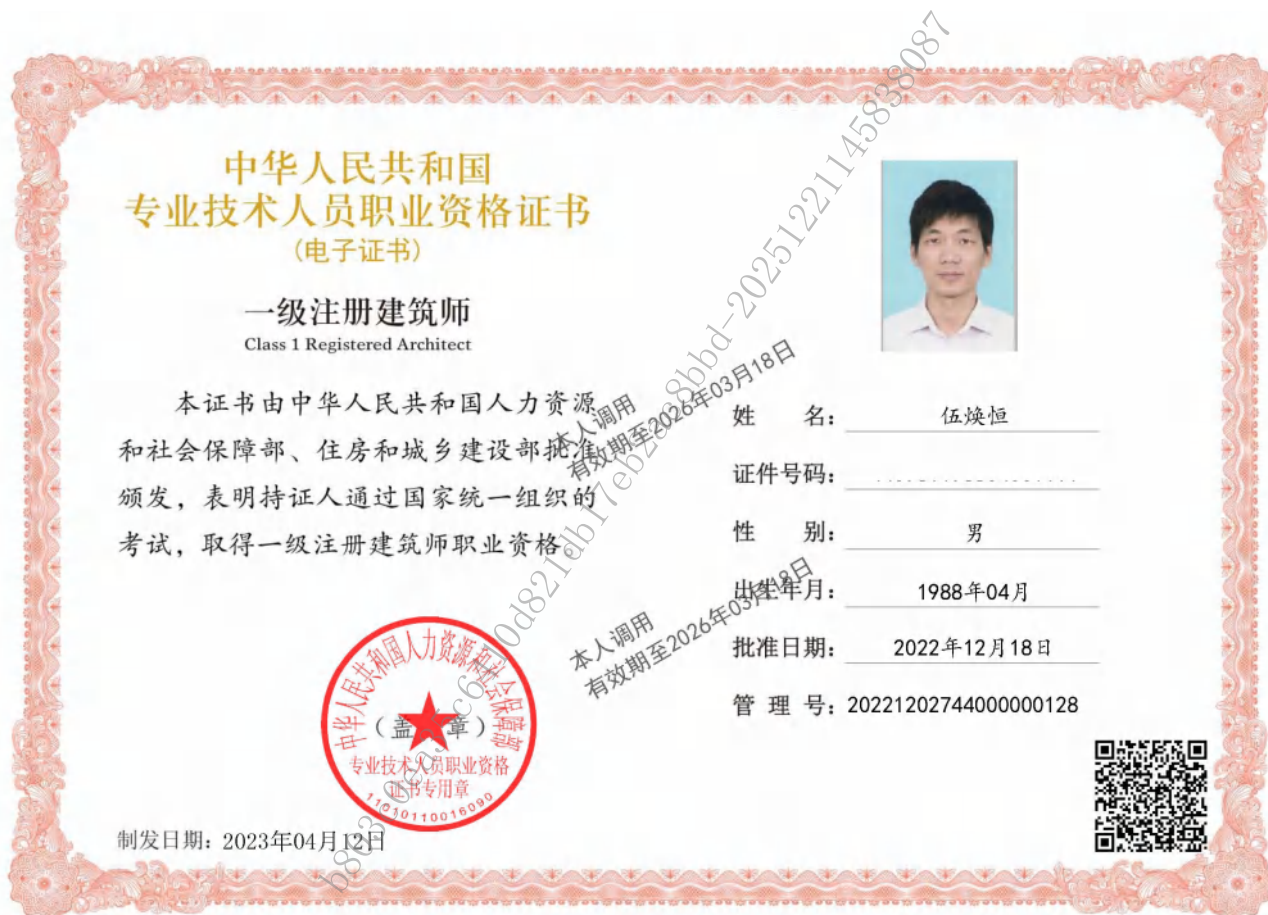 中华人民共和国
专业技术人员职业资格证书
(电子证书)
一级注册建筑师
Class 1 Registered Architect
本证书由中华人民共和国人力资源
和社会保障部、住房和城乡建设部批准
颁发，表明持证人通过国家统一组织的
考试，取得一级注册建筑师职业资格
姓 名： 伍焕恒
证件号码：
性 别： 男
出生年月： 1988年04月
批准日期： 2022年12月18日
管 理 号： 20221202744000000128
本人调用
有效期至2026年03月18日
本人调用
有效期至2026年03月18日
中华人民共和国人力资源和社会保障部
专业技术人员职业资格
证书专用章
11010110016090
制发日期：2023年04月12日